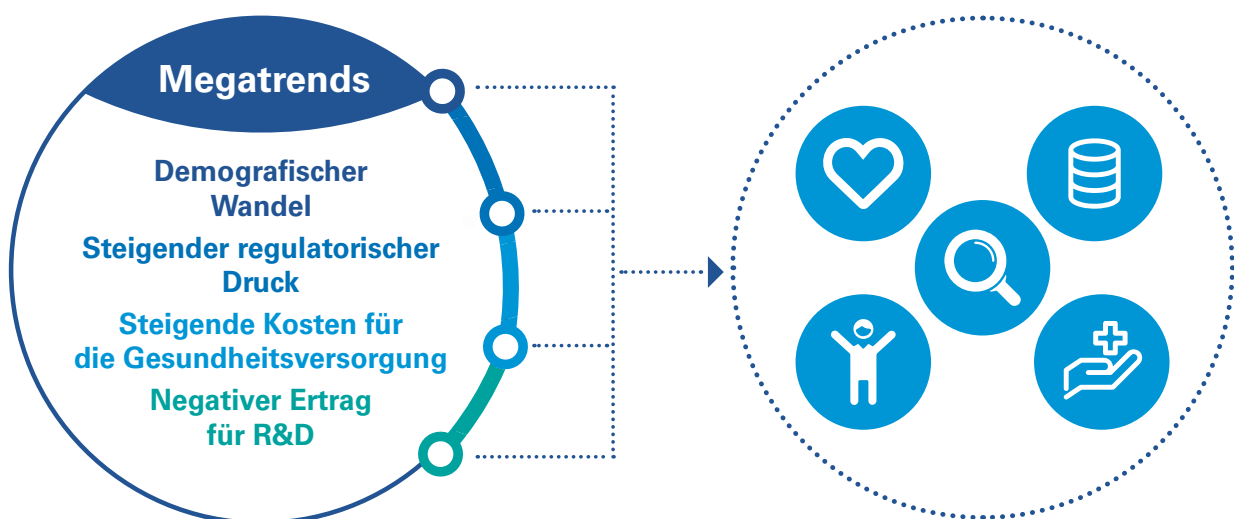 Megatrends
Demografischer
Wandel
Steigender regulatorischer
Druck
Steigende Kosten für
die Gesundheitsversorgung
Negativer Ertrag
für R&D